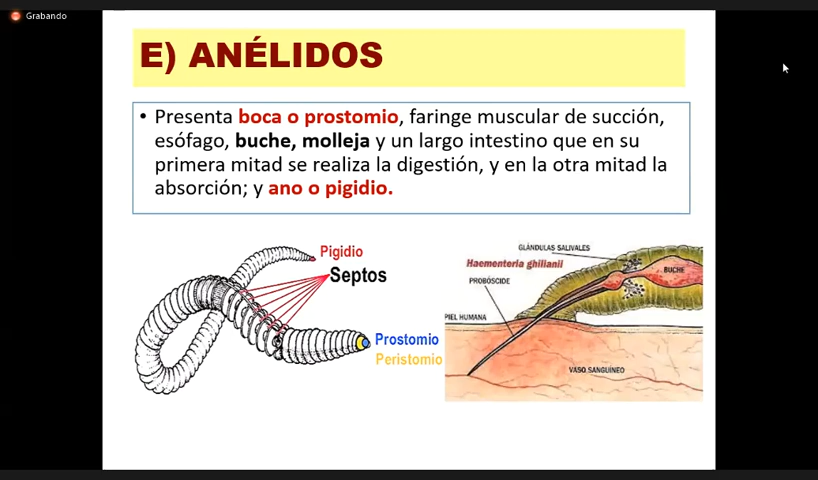 Grabando
E) ANÉLIDOS
• Presenta boca o prostomio, faringe muscular de succión,
esófago, buche, molleja y un largo intestino que en su
primera mitad se realiza la digestión, y en la otra mitad la
absorción; y ano o pigidio.
Pigidio
Septos
Prostomio
Peristomio
GLÁNDULAS SALIVALES
Haementeria ghilianii
PROBÓSCIDE
BUCHE
PIEL HUMANA
VASO SANGUÍNEO